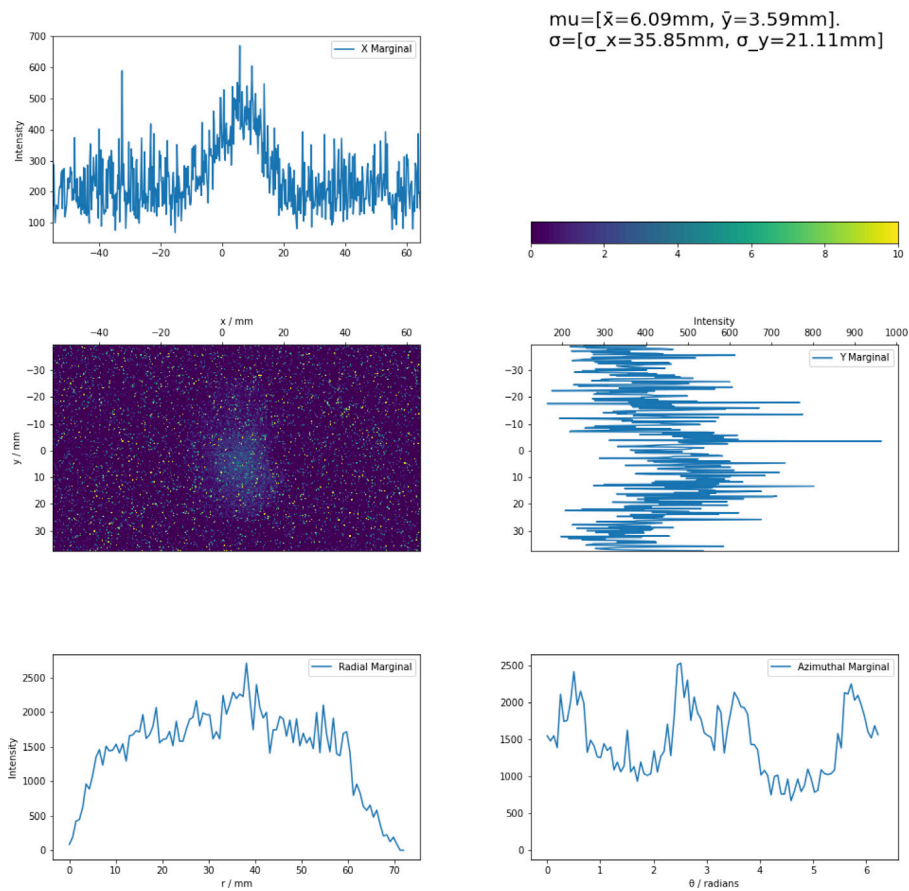 mu=[x̄=6.09mm, ȳ=3.59mm].
σ=[σ_x=35.85mm, σ_y=21.11mm]
700
600
500
400
300
200
100
Intensity
X Marginal
−40 −20 0 20 40 60
0 2 4 6 8 10
x / mm
−40 −20 0 20 40 60
y / mm
−30
−20
−10
0
10
20
30
Intensity
200 300 400 500 600 700 800 900 1000
Y Marginal
−30
−20
−10
0
10
20
30
Radial Marginal
Intensity
2500
2000
1500
1000
500
0
0 10 20 30 40 50 60 70
r / mm
Azimuthal Marginal
2500
2000
1500
1000
500
0
0 1 2 3 4 5 6
θ / radians